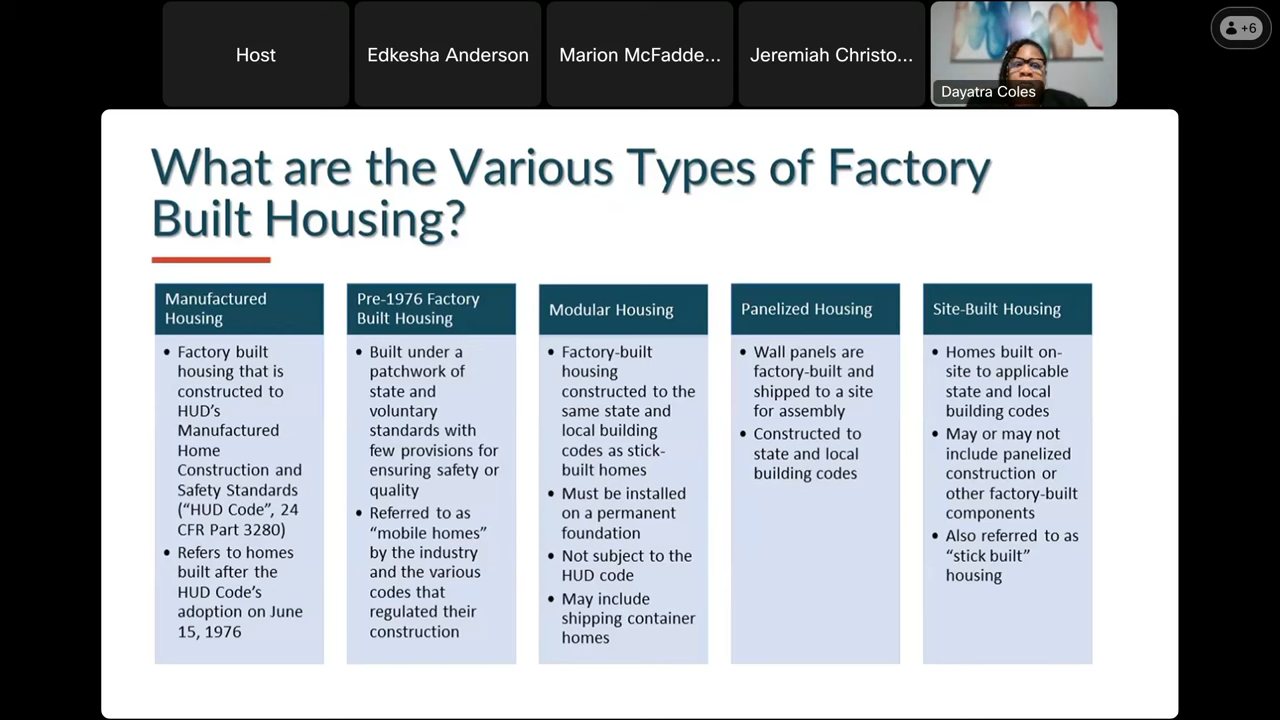 Host
Edkesha Anderson
Marion McFadde...
Jeremiah Christo...
Dayatra Coles
+6
What are the Various Types of Factory
Built Housing?
Manufactured
Housing
• Factory built
housing that is
constructed to
HUD's
Manufactured
Home
Construction and
Safety Standards
("HUD Code", 24
CFR Part 3280)
• Refers to homes
built after the
HUD Code's
adoption on June
15, 1976
Pre-1976 Factory
Built Housing
• Built under a
patchwork of
state and
voluntary
standards with
few provisions for
ensuring safety or
quality
• Referred to as
"mobile homes"
by the industry
and the various
codes that
regulated their
construction
Modular Housing
• Factory-built
housing
constructed to the
same state and
local building
codes as stick-
built homes
• Must be installed
on a permanent
foundation
• Not subject to the
HUD code
• May include
shipping container
homes
Panelized Housing
• Wall panels are
factory-built and
shipped to a site
for assembly
• Constructed to
state and local
building codes
Site-Built Housing
• Homes built on-
site to applicable
state and local
building codes
• May or may not
include panelized
construction or
other factory-built
components
• Also referred to as
"stick built"
housing